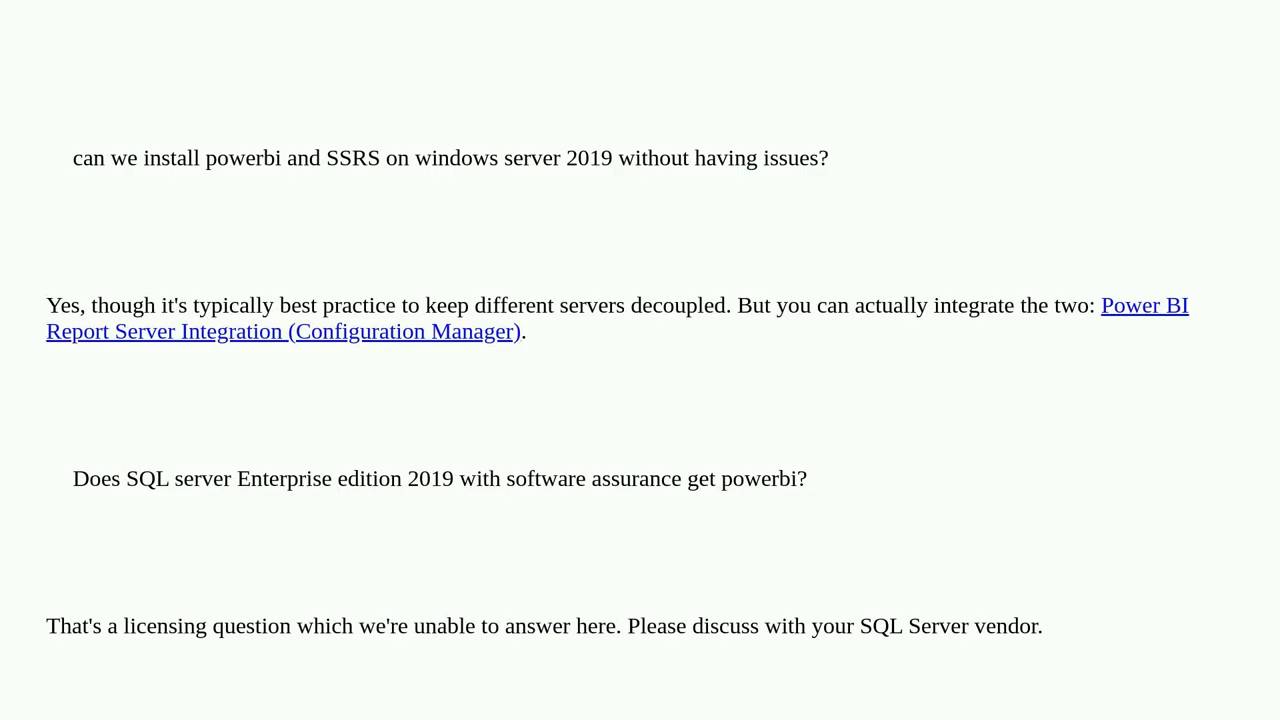 can we install powerbi and SSRS on windows server 2019 without having issues?
Yes, though it's typically best practice to keep different servers decoupled. But you can actually integrate the two: Power BI
Report Server Integration (Configuration Manager).
Does SQL server Enterprise edition 2019 with software assurance get powerbi?
That's a licensing question which we're unable to answer here. Please discuss with your SQL Server vendor.